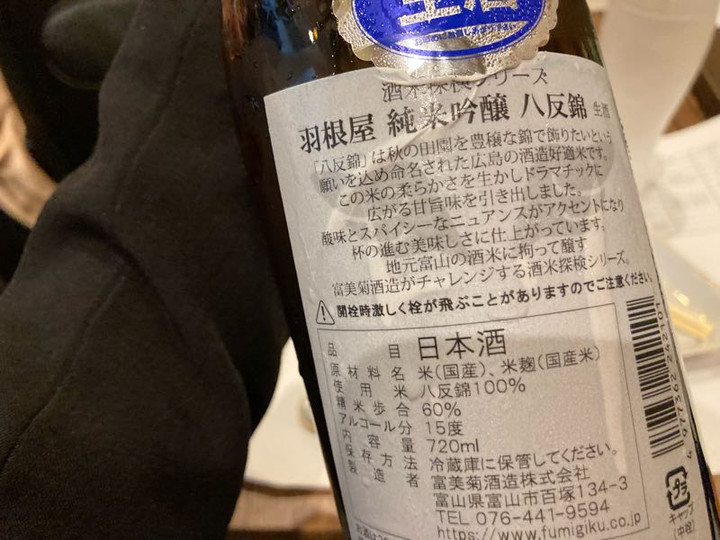 生酒
酒米探検シリーズ
羽根屋 純米吟醸 八反錦 生酒
「八反錦」は秋の田園を豊穣な錦で飾りたいという
願いを込め命名された広島の酒造好適米です。
この米の柔らかさを生かしドラマチックに
広がる甘旨味を引き出しました。
酸味とスパイシーなニュアンスがアクセントになり
杯の進む美味しさに仕上がっています。
地元富山の酒米に拘って醸す
富美菊酒造がチャレンジする酒米探検シリーズ。
開栓時激しく栓が飛ぶことがありますのでご注意ください。
品目 日本酒
原材料名 米(国産)、米麹(国産米)
使用米 八反錦100%
精米歩合 60%
アルコール分 15度
内容量 720ml
保存方法 冷蔵庫に保管してください。
製造者 富美菊酒造株式会社
富山県富山市百塚134-3
TEL 076-441-9594
https://www.fumigiku.co.jp
プラ
キャップ
(中栓)